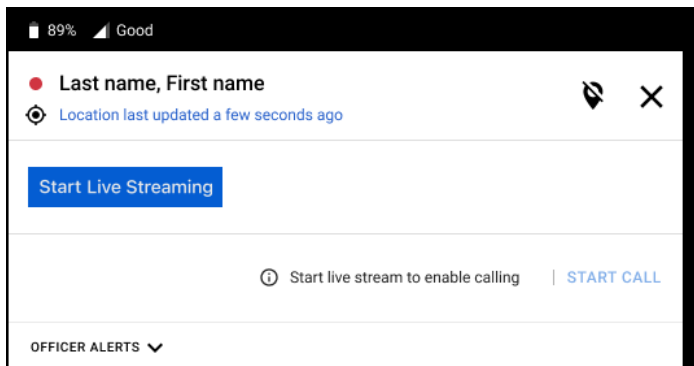 89% Good
Last name, First name
Location last updated a few seconds ago
Start Live Streaming
Start live stream to enable calling | START CALL
OFFICER ALERTS